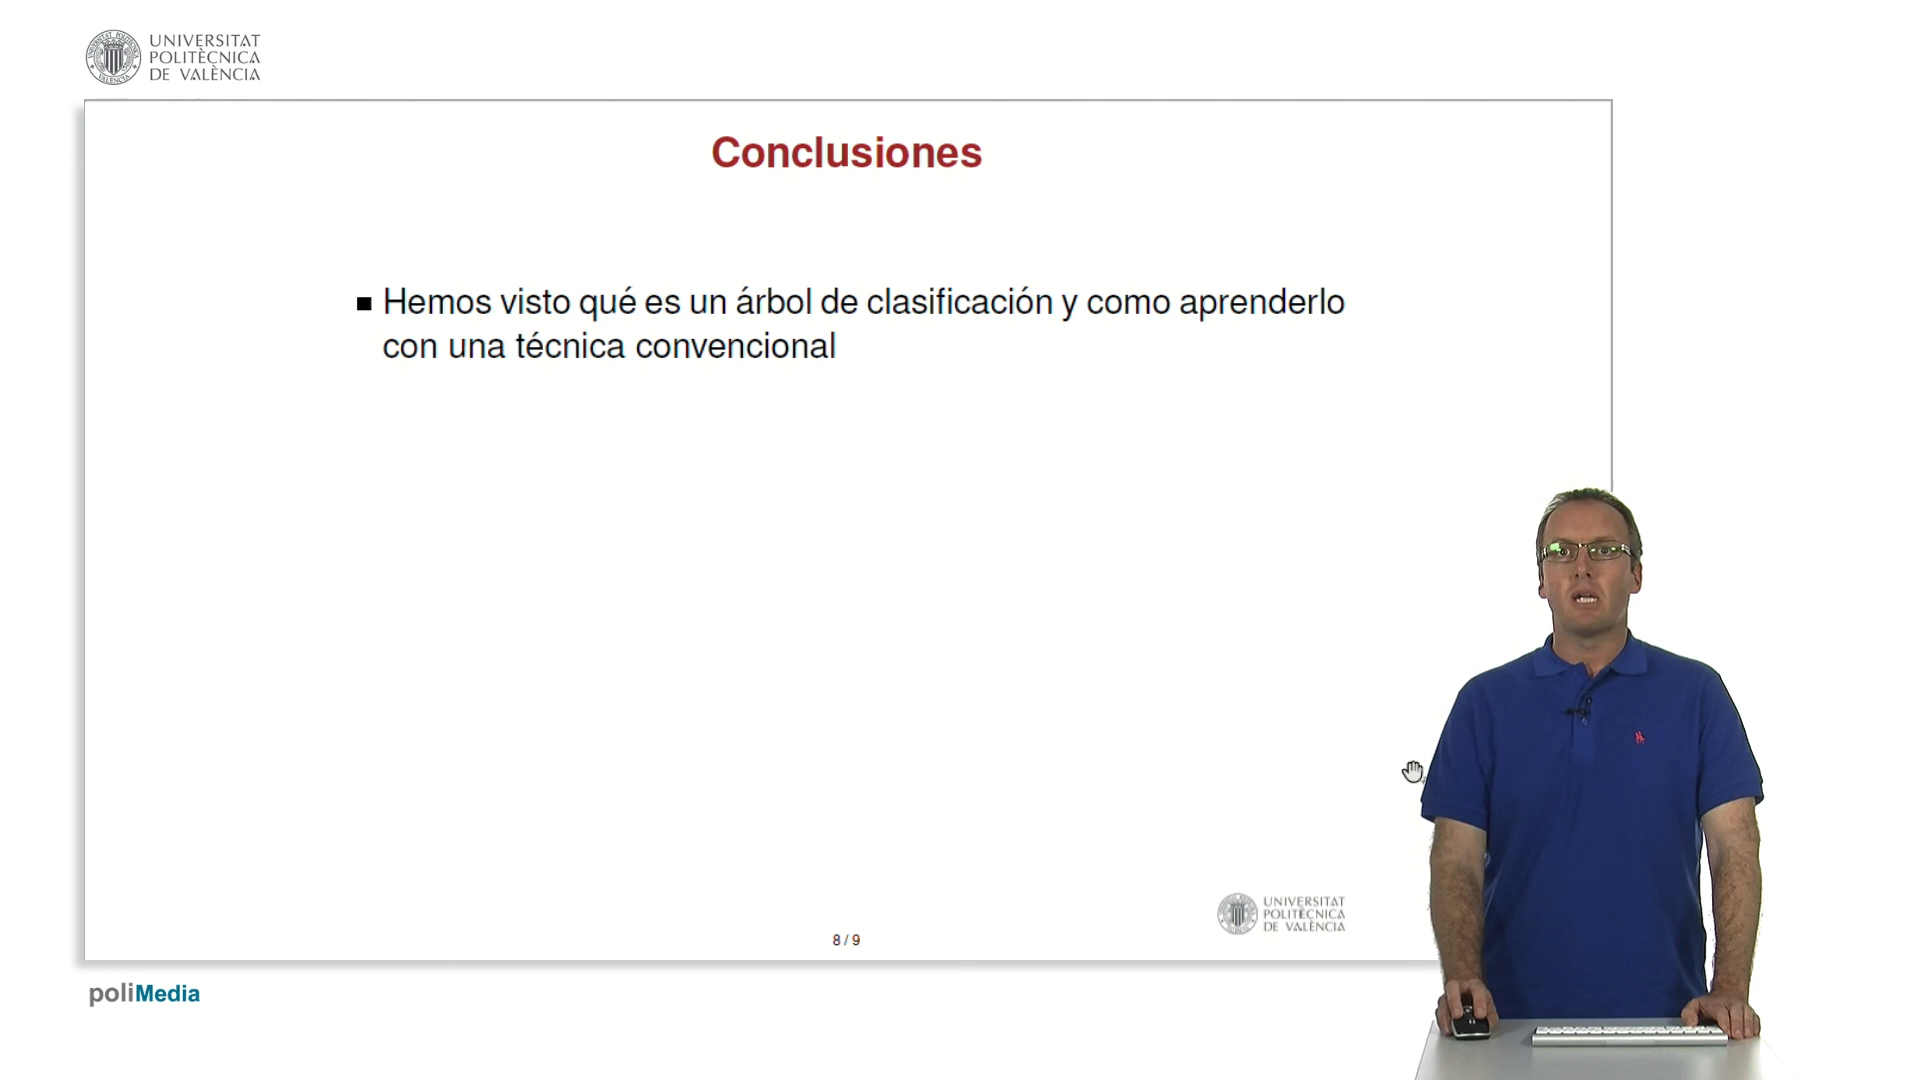 UNIVERSITAT
POLITÈCNICA
DE VALÈNCIA
Conclusiones
Hemos visto qué es un árbol de clasificación y como aprenderlo
con una técnica convencional
UNIVERSITAT
POLITÈCNICA
DE VALÈNCIA
8 / 9
poliMedia